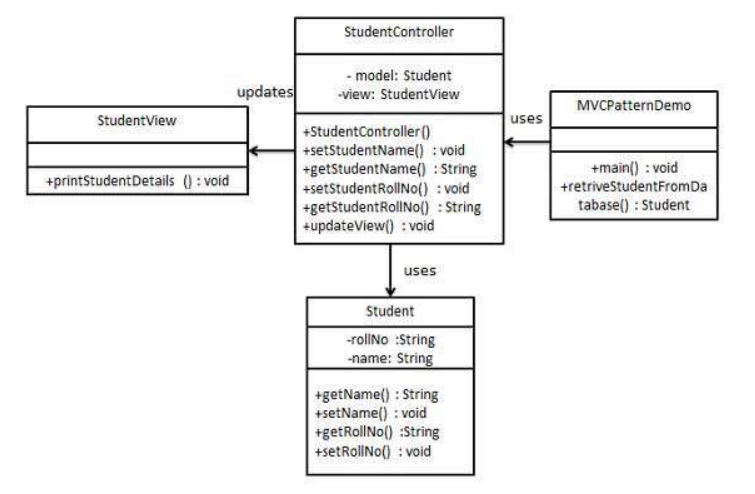 StudentController
- model: Student
-view: StudentView
+StudentController()
+setStudentName() : void
+getStudentName() : String
+setStudentRollNo() : void
+getStudentRollNo() : String
+updateView() : void
updates
StudentView
+printStudentDetails () : void
uses
MVCPatternDemo
+main() : void
+retriveStudentFromDa
tabase() : Student
uses
Student
-rollNo :String
-name: String
+getName() : String
+setName() : void
+getRollNo() :String
+setRollNo() : void